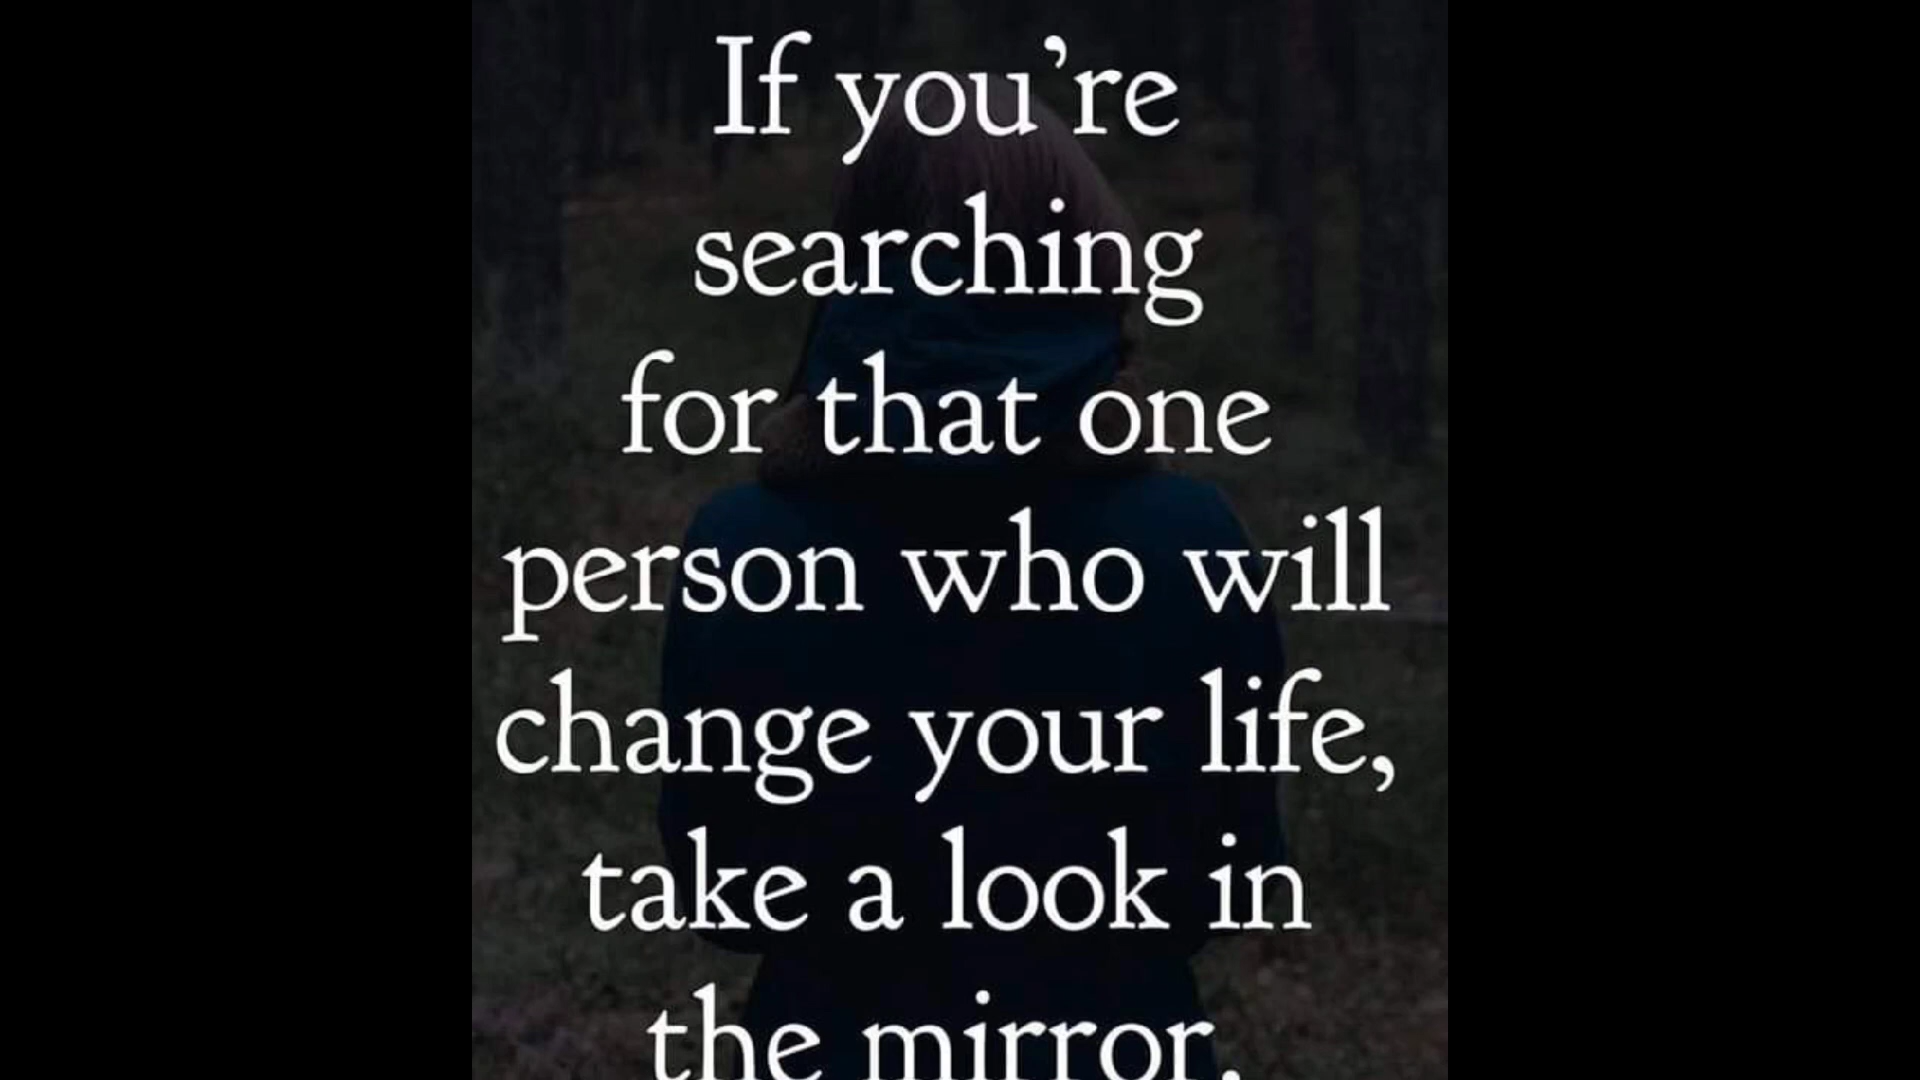 If you’re
searching
for that one
person who will
change your life,
take a look in
the mirror.